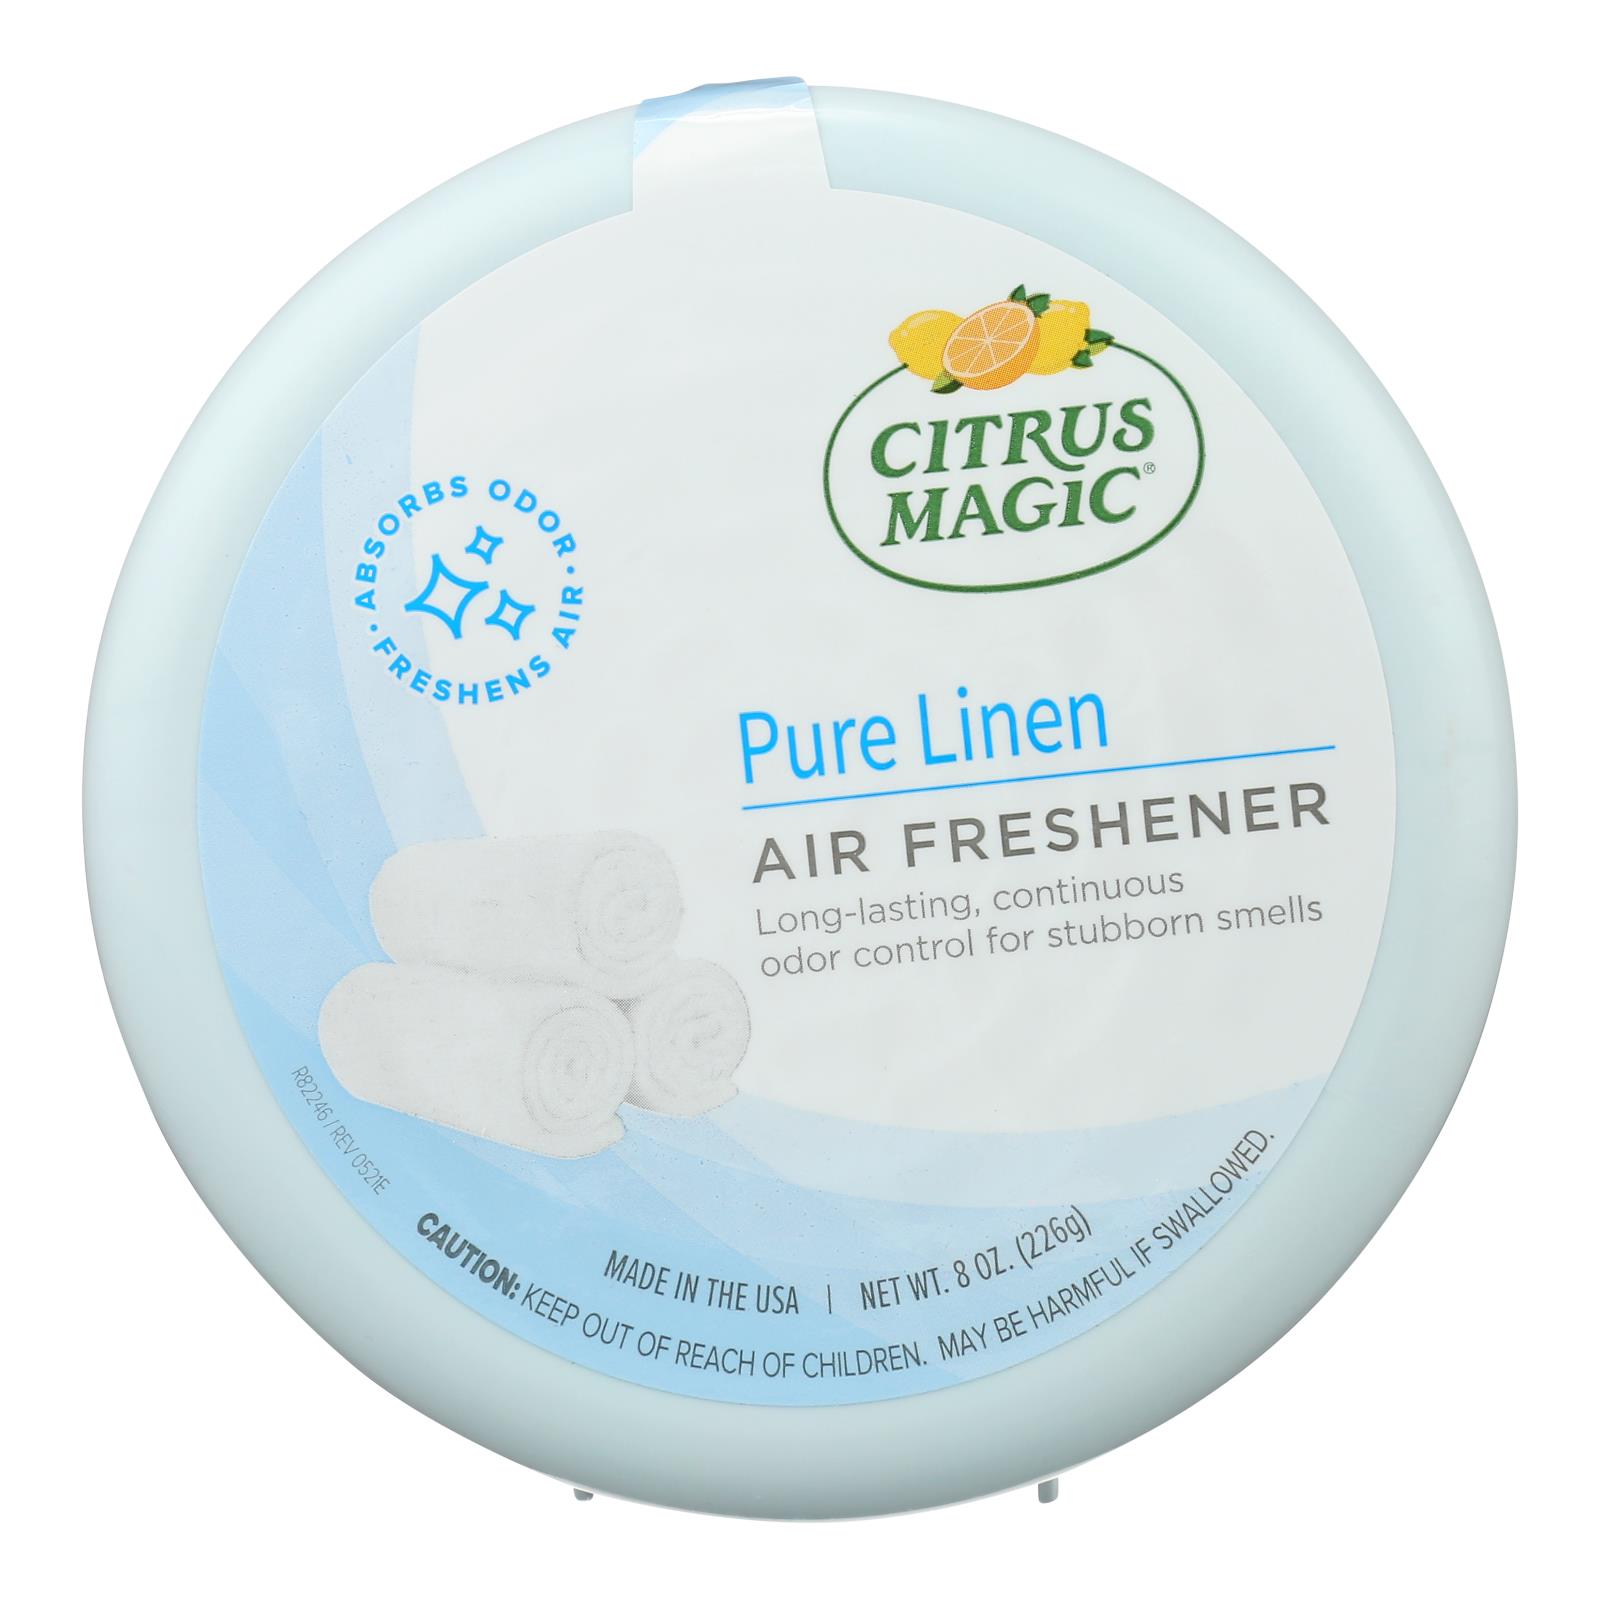 CITRUS
MAGIC®
ABSORBS ODOR •
FRESHENS AIR •
Pure Linen
AIR FRESHENER
Long-lasting, continuous
odor control for stubborn smells
R82246 / REV 0521E
MADE IN THE USA | NET WT. 8 OZ. (226g)
CAUTION: KEEP OUT OF REACH OF CHILDREN. MAY BE HARMFUL IF SWALLOWED.